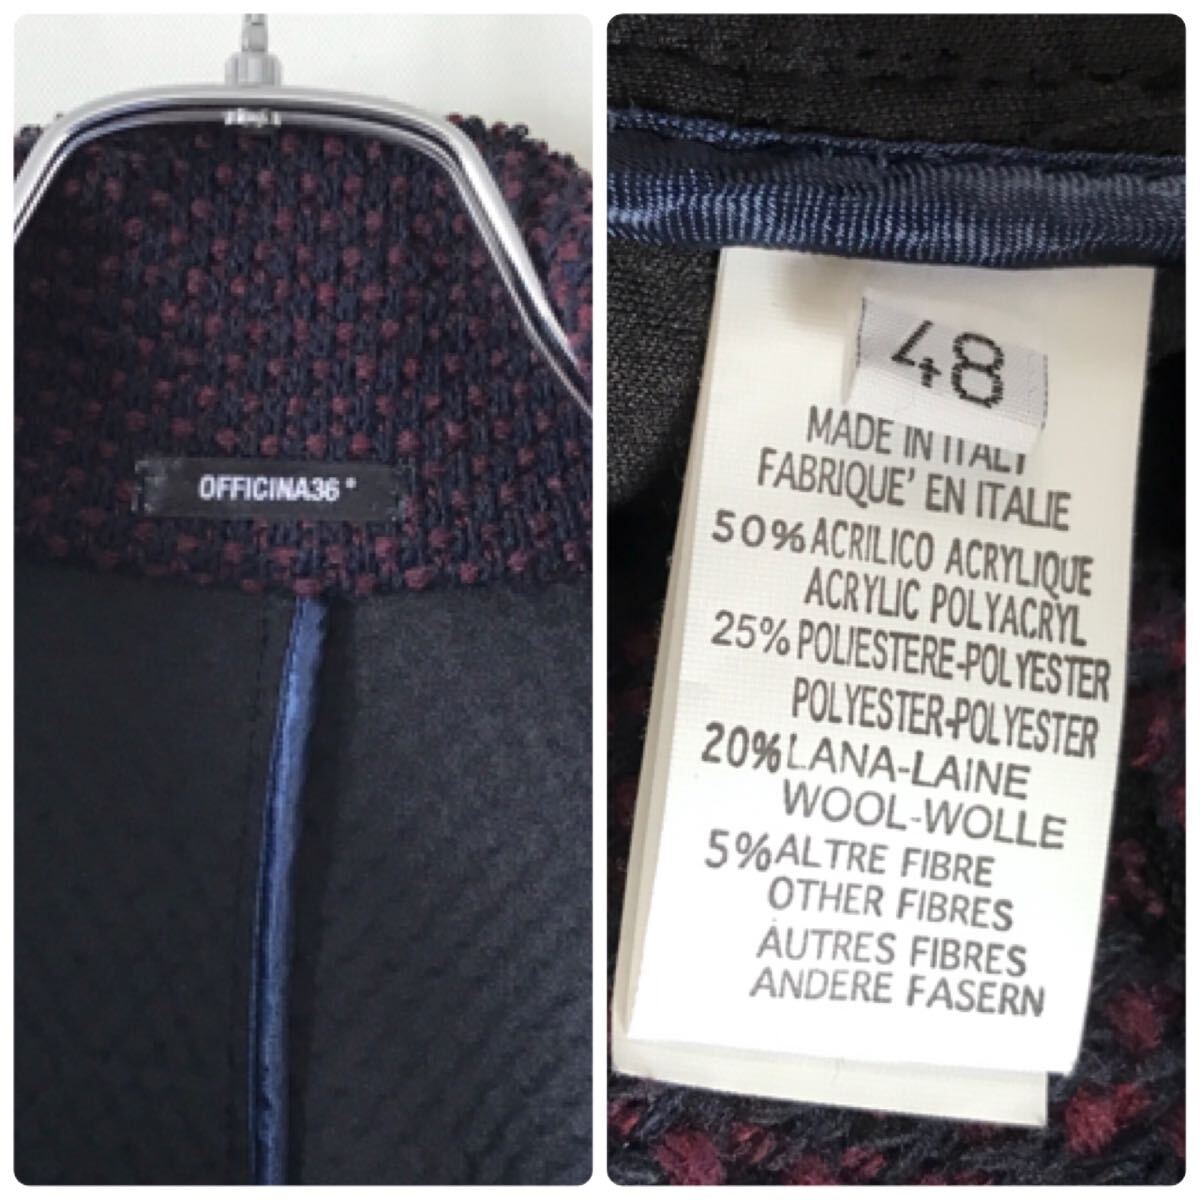 OFFICINA36°
48
MADE IN ITALY
FABRIQUE' EN ITALIE
50% ACRILICO ACRYLIQUE
ACRYLIC POLYACRYL
25% POLIESTERE-POLYESTER
POLYESTER-POLYESTER
20% LANA-LAINE
WOOL-WOLLE
5% ALTRE FIBRE
OTHER FIBRES
AUTRES FIBRES
ANDERE FASERN